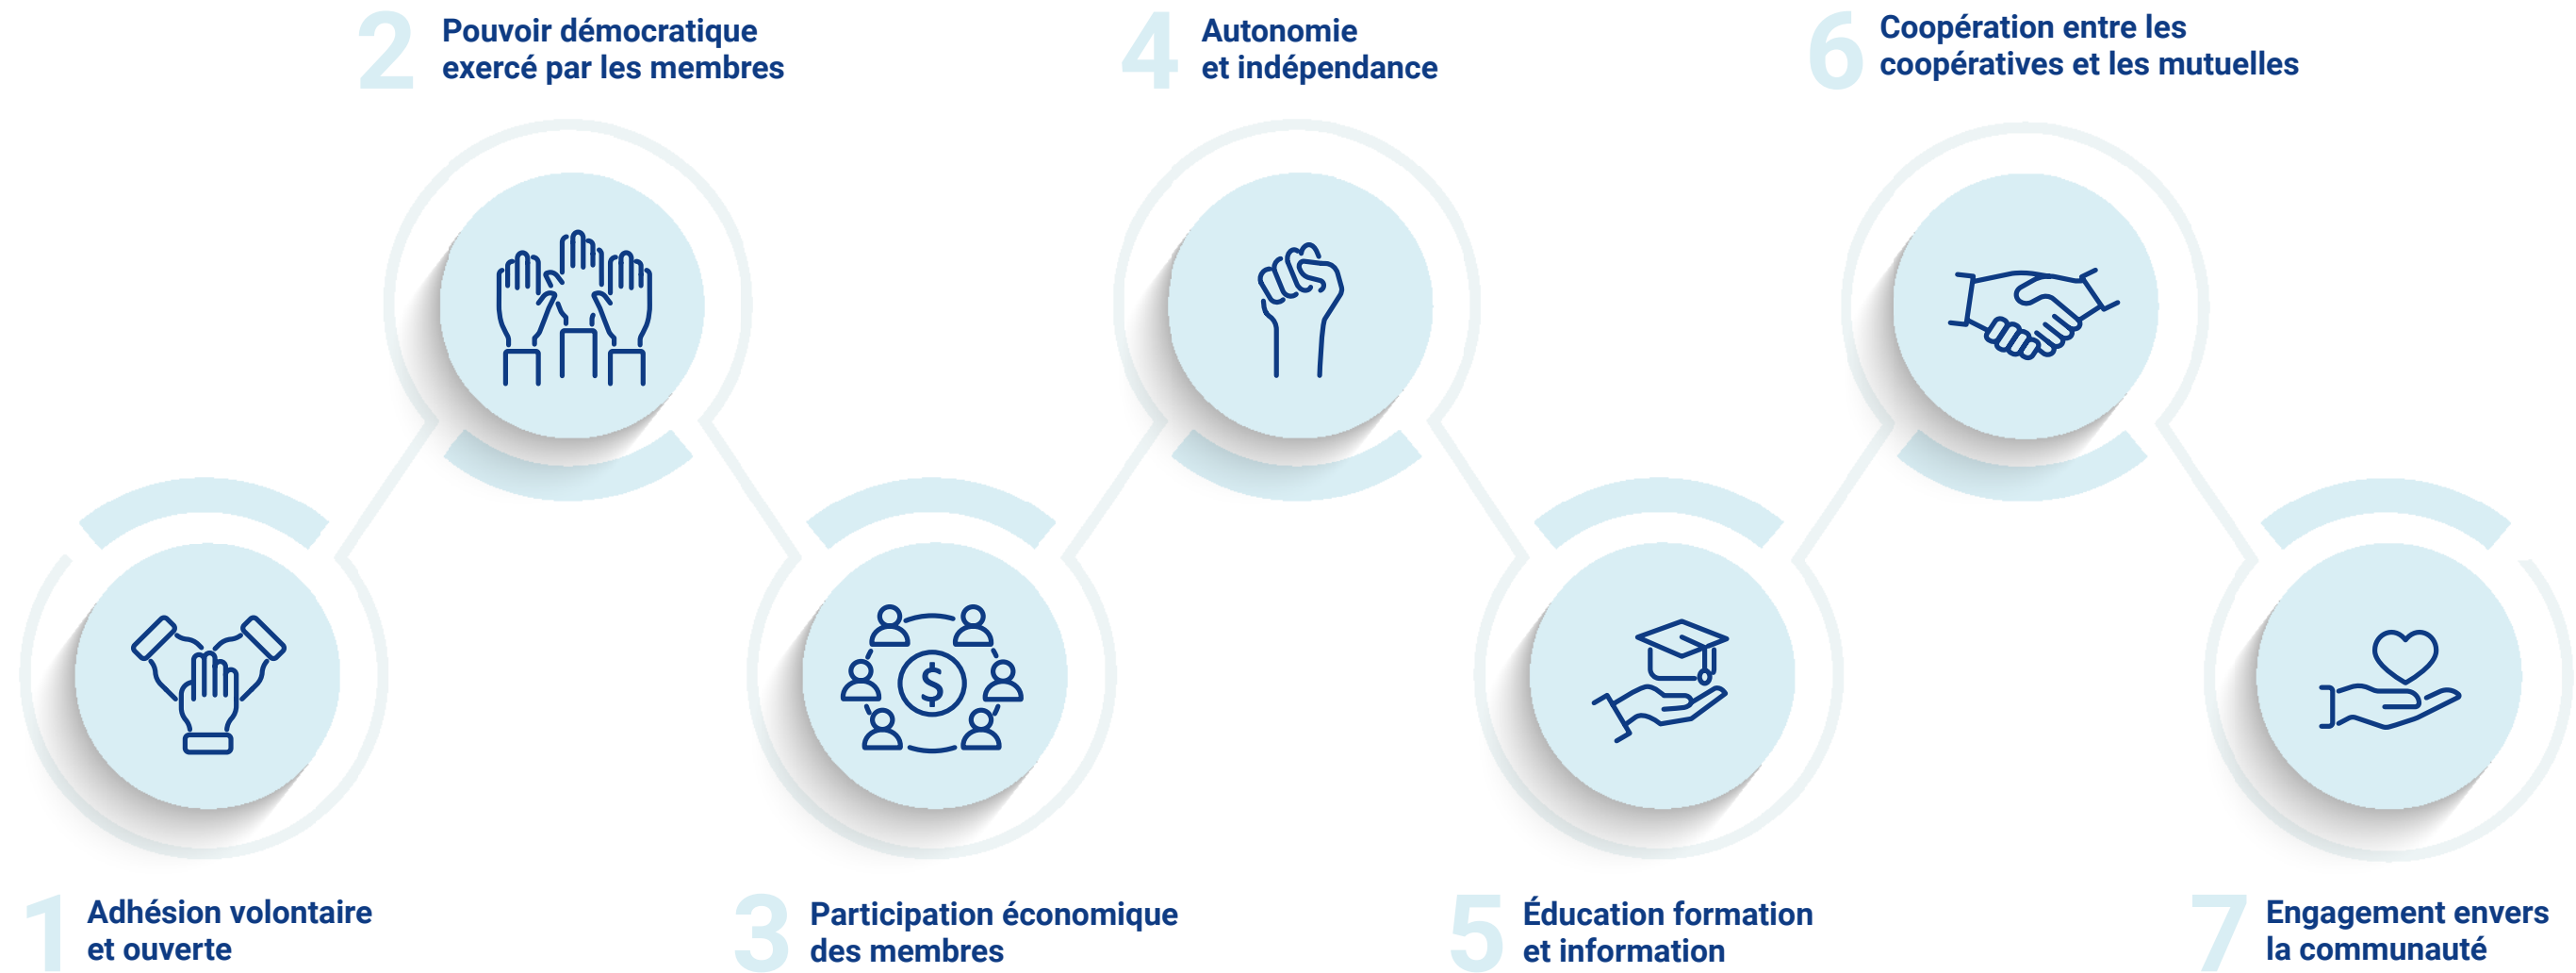 1
Adhésion volontaire
et ouverte
2
Pouvoir démocratique
exercé par les membres
3
Participation économique
des membres
$
4
Autonomie
et indépendance
5
Éducation formation
et information
6
Coopération entre les
coopératives et les mutuelles
7
Engagement envers
la communauté